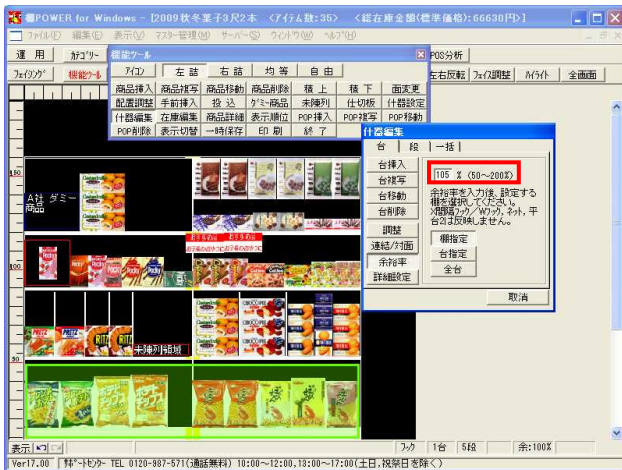 棚POWER for Windows - [2009秋冬菓子3尺2本 <アイテム数:35> <総在庫金額(標準価格):66630円>]
ファイル(F) 編集(E) 表示(V) マスター管理(M) サーバー(S) ウィンドウ(W) ヘルプ(H)
運用 カテゴリー 機能ツール POS分析
フェイシング 機能ツール 左右反転 フェイス調整 ハイライト 全画面
アイコン 左詰 右詰 均等 自由
商品挿入 商品複写 商品移動 商品削除 積上 積下 面変更
配置調整 手前挿入 投込 ダミー商品 未陳列 仕切板 什器設定
什器編集 在庫編集 商品詳細 表示順位 POP挿入 POP複写 POP移動
POP削除 表示切替 一時保存 印刷 終了
什器編集
台 段 一括
台挿入
台複写
台移動
台削除
調整
連結/対面
余裕率
詳細設定
105 % (50~200%)
余裕率を入力後、設定する
棚を選択してください。
X間隔フック/Wフック、ネット、平
台2は反映しません。
棚指定
台指定
全台
取消
150
A社 ダミー
商品
100
未陳列領域
50
表示 フック 1台 5段 余:100%
Ver17.00 サポートセンター TEL 0120-987-571(通話無料) 10:00~12:00,13:00~17:00(土日,祝祭日を除く)